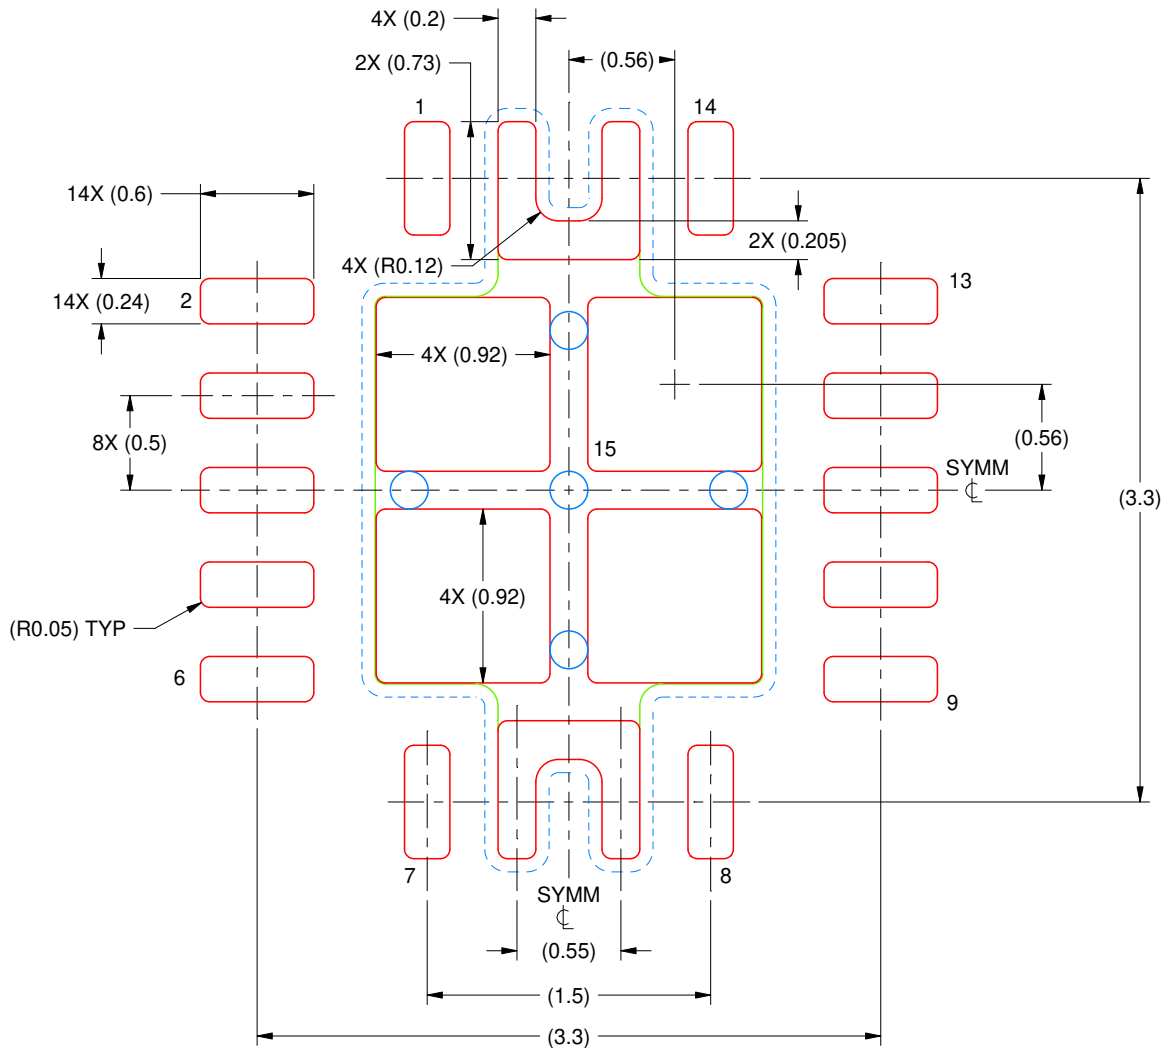 4X (0.2)
(0.56)
2X (0.73)
1
14
14X (0.6)
2X (0.205)
4X (R0.12)
13
2
14X (0.24)
4X (0.92)
8X (0.5)
(0.56)
15
SYMM
℄
(3.3)
4X (0.92)
(R0.05) TYP
6
9
7
8
SYMM
℄
(0.55)
(1.5)
(3.3)